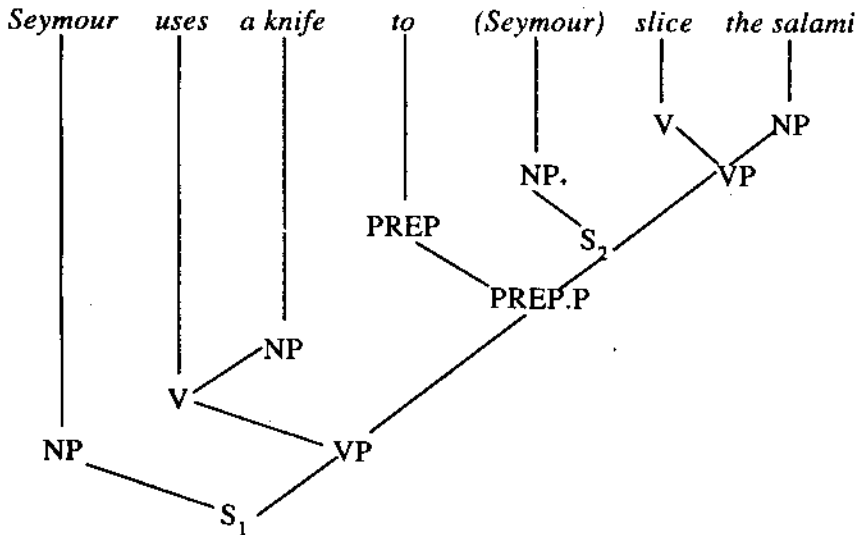 Seymour uses a knife to (Seymour) slice the salami
V NP
NP. VP
PREP S2
PREP.P
NP
V
NP VP
S1